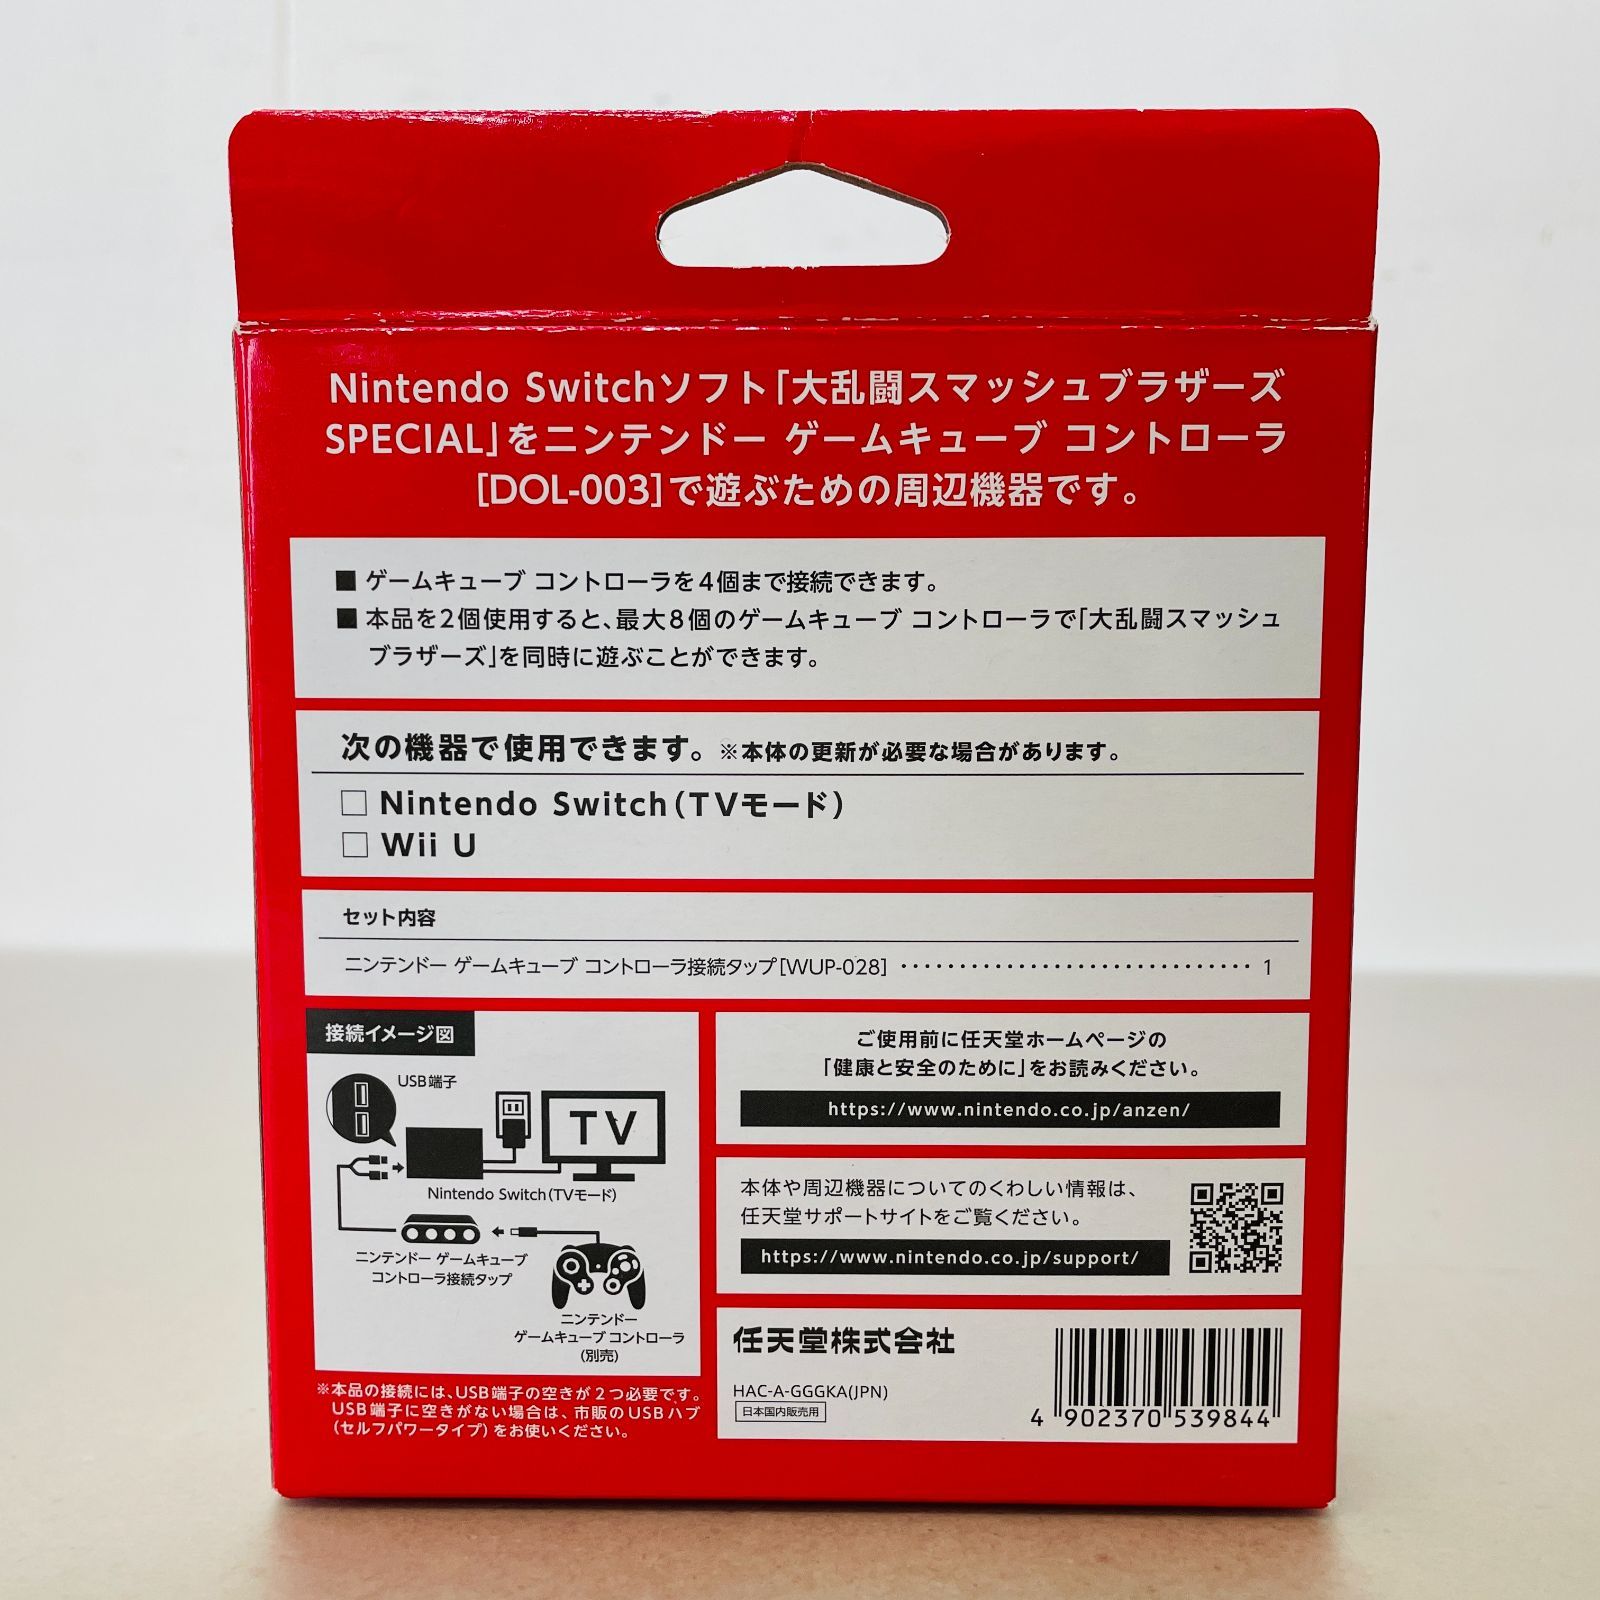 Nintendo Switchソフト「大乱闘スマッシュブラザーズ
SPECIAL」をニンテンドー ゲームキューブ コントローラ
[DOL-003]で遊ぶための周辺機器です。
■ ゲームキューブ コントローラを4個まで接続できます。
■ 本品を2個使用すると、最大8個のゲームキューブ コントローラで「大乱闘スマッシュ
ブラザーズ」を同時に遊ぶことができます。
次の機器で使用できます。※本体の更新が必要な場合があります。
□ Nintendo Switch(TVモード)
□ Wii U
セット内容
ニンテンドー ゲームキューブ コントローラ接続タップ[WUP-028] ・・・・・・・・・・・・・・・・・・・・・・・・・・・・・・ 1
接続イメージ図
USB端子
TV
Nintendo Switch(TVモード)
ニンテンドー ゲームキューブ
コントローラ接続タップ
ニンテンドー
ゲームキューブ コントローラ
(別売)
※本品の接続には、USB端子の空きが2つ必要です。
USB端子に空きがない場合は、市販のUSBハブ
(セルフパワータイプ)をお使いください。
ご使用前に任天堂ホームページの
「健康と安全のために」をお読みください。
https://www.nintendo.co.jp/anzen/
本体や周辺機器についてのくわしい情報は、
任天堂サポートサイトをご覧ください。
https://www.nintendo.co.jp/support/
任天堂株式会社
HAC-A-GGGKA(JPN)
日本国内販売用
4 902370 539844